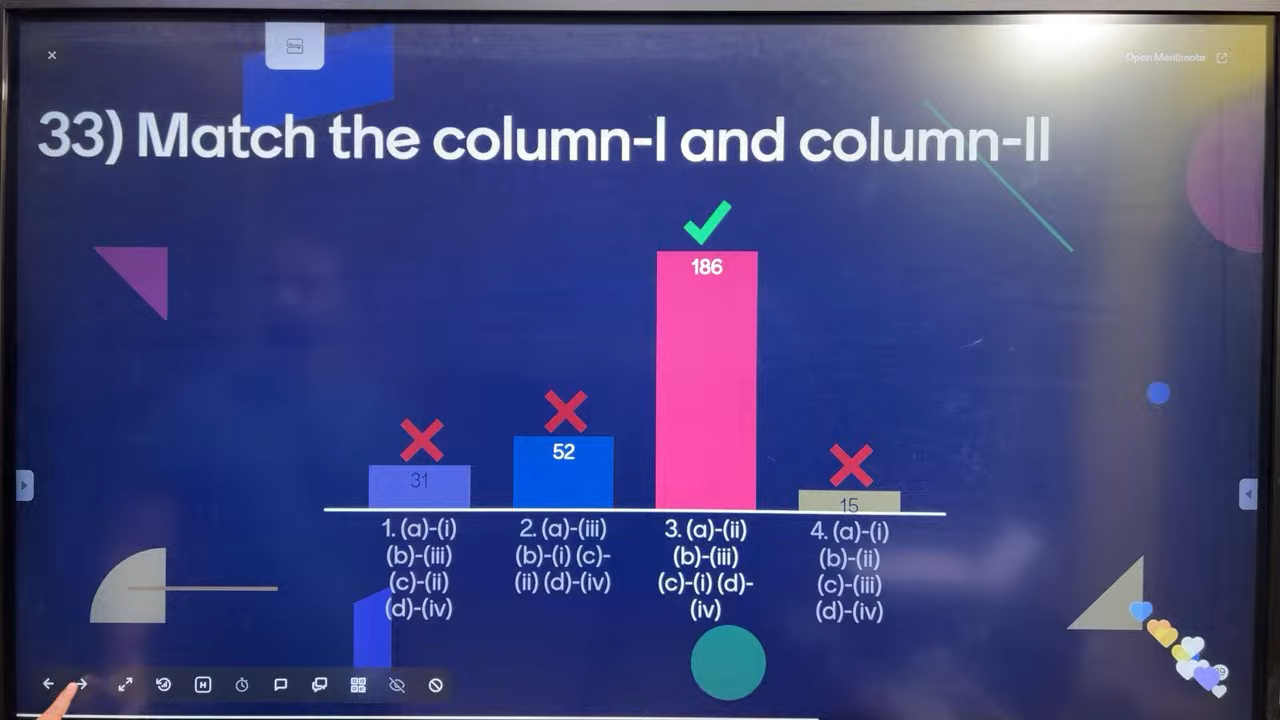 Open Mentimote
33) Match the column-I and column-II
186
52
31
15
1. (a)-(i)
(b)-(iii)
(c)-(ii)
(d)-(iv)
2. (a)-(iii)
(b)-(i) (c)-
(ii) (d)-(iv)
3. (a)-(ii)
(b)-(iii)
(c)-(i) (d)-
(iv)
4. (a)-(i)
(b)-(ii)
(c)-(iii)
(d)-(iv)
H